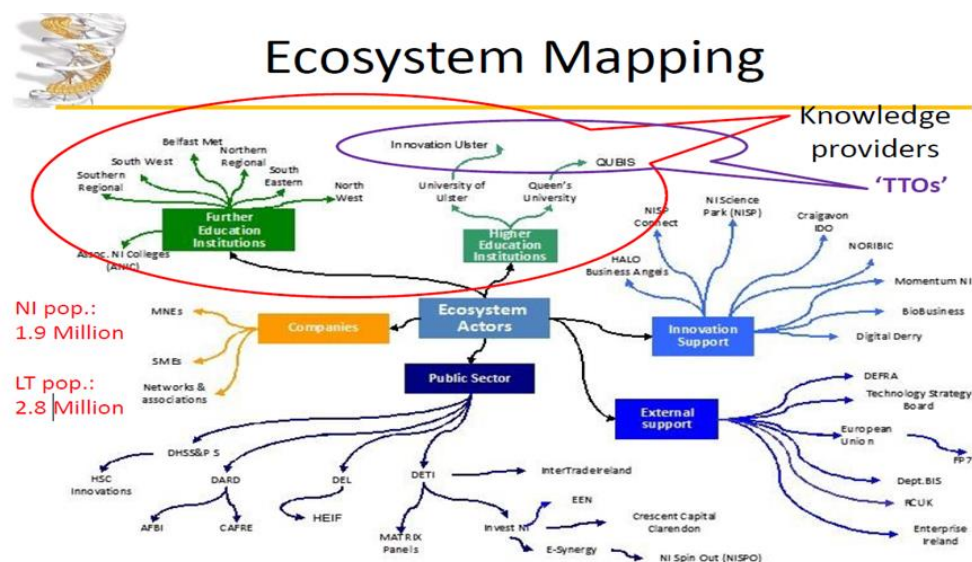 Ecosystem Mapping
Knowledge
providers
‘TTOs’
Belfast Met
Northern
Regional
South West
Southern
Regional
South
Eastern
North
West
Further
Education
Institutions
Assoc. NI Colleges
(ANIC)
Innovation Ulster
QUBIS
University of
Ulster
Queen's
University
Higher
Education
Institutions
NISP
Connect
NI Science
Park (NISP)
Craigavon
IDO
NORIBIC
HALO
Business Angels
Momentum NI
BioBusiness
Digital Derry
Innovation
Support
NI pop.:
1.9 Million
LT pop.:
2.8 Million
MNEs
SMEs
Networks &
associations
Companies
Ecosystem
Actors
Public Sector
External
support
DEFRA
Technology Strategy
Board
European
Union
FP7
Dept.BIS
RCUK
Enterprise
Ireland
DHSS&P S
HSC
Innovations
DARD
AFBI
CAFRE
DEL
HEIF
DETI
InterTradeIreland
MATRIX
Panels
Invest NI
EEN
Crescent Capital
Clarendon
E-Synergy
NI Spin Out (NISPO)